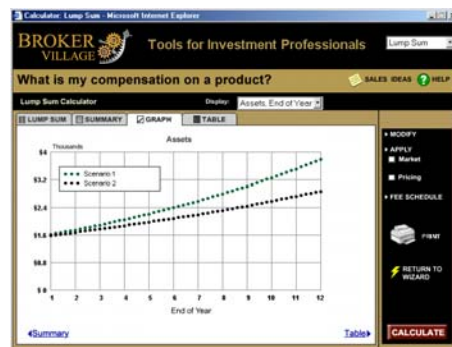 Calculator: Lump Sum - Microsoft Internet Explorer
BROKER VILLAGE
Tools for Investment Professionals
Lump Sum
What is my compensation on a product?
SALES IDEAS
HELP
Lump Sum Calculator
Display:
Assets, End of Year
LUMP SUM
SUMMARY
GRAPH
TABLE
Assets
Thousands
$4
$3.2
$2.4
$1.6
$0.8
$0
Scenario 1
Scenario 2
1 2 3 4 5 6 7 8 9 10 11 12
End of Year
Summary
Table
MODIFY
APPLY
Market
Pricing
FEE SCHEDULE
PRINT
RETURN TO
WIZARD
CALCULATE